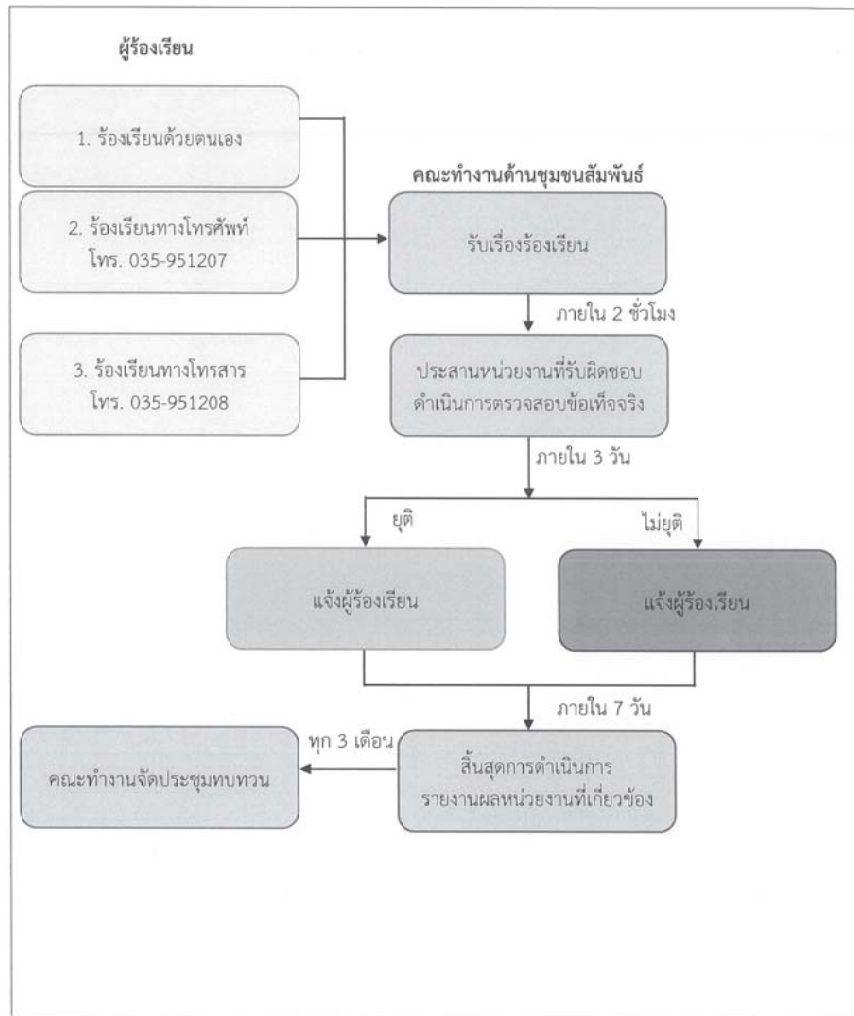 ผู้ร้องเรียน
1. ร้องเรียนด้วยตนเอง
2. ร้องเรียนทางโทรศัพท์
โทร. 035-951207
3. ร้องเรียนทางโทรสาร
โทร. 035-951208
คณะทำงานด้านชุมชนสัมพันธ์
รับเรื่องร้องเรียน
ภายใน 2 ชั่วโมง
ประสานหน่วยงานที่รับผิดชอบ
ดำเนินการตรวจสอบข้อเท็จจริง
ภายใน 3 วัน
ยุติ
ไม่ยุติ
แจ้งผู้ร้องเรียน
แจ้งผู้ร้องเรียน
ภายใน 7 วัน
สิ้นสุดการดำเนินการ
รายงานผลหน่วยงานที่เกี่ยวข้อง
ทุก 3 เดือน
คณะทำงานจัดประชุมทบทวน